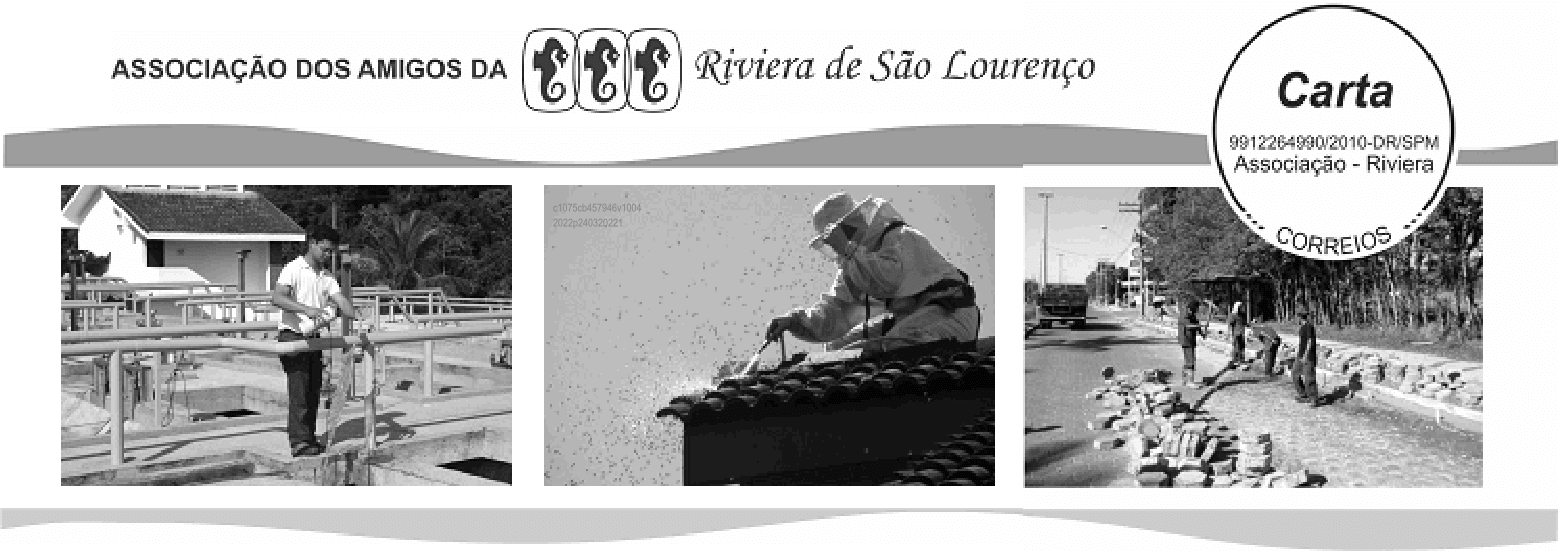 ASSOCIAÇÃO DOS AMIGOS DA Riviera de São Lourenço
Carta
9912264990/2010-DR/SPM
Associação - Riviera
CORREIOS
c1075cb457946v1004
2022p240320221